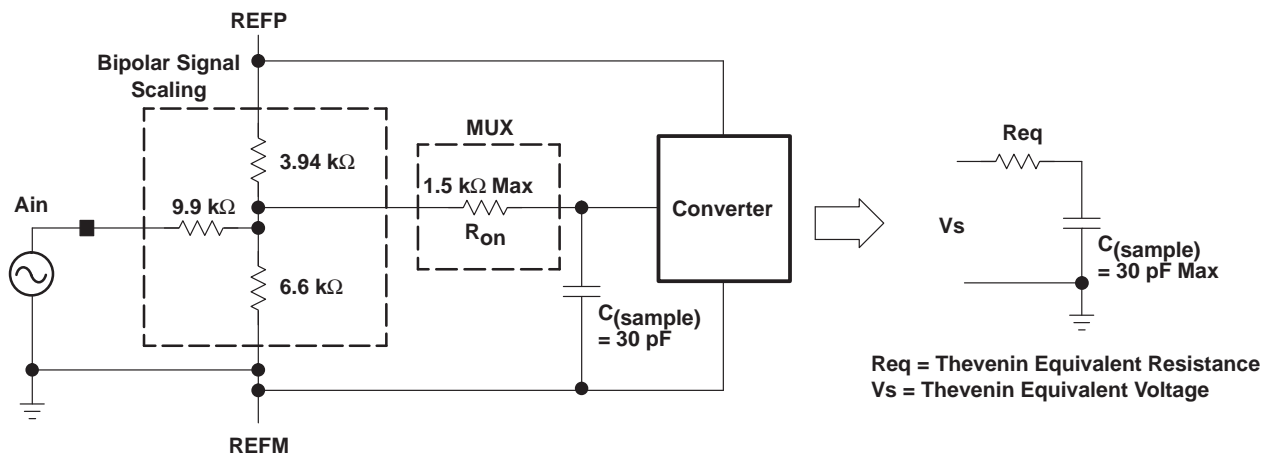 REFP
Bipolar Signal
Scaling
MUX
3.94 kΩ
1.5 kΩ Max
Ron
Ain
9.9 kΩ
6.6 kΩ
Converter
C(sample)
= 30 pF
REFM
Req
Vs
C(sample)
= 30 pF Max
Req = Thevenin Equivalent Resistance
Vs = Thevenin Equivalent Voltage